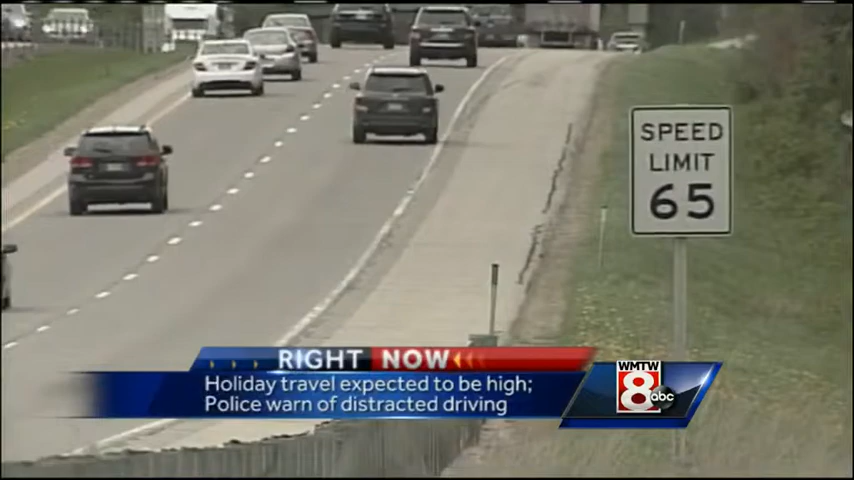 SPEED
LIMIT
65
RIGHT NOW
Holiday travel expected to be high;
Police warn of distracted driving
WMTW
8
abc